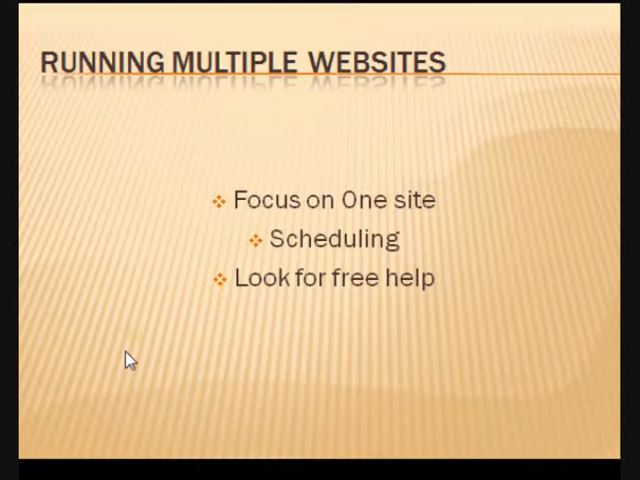 RUNNING MULTIPLE WEBSITES
Focus on One site
Scheduling
Look for free help